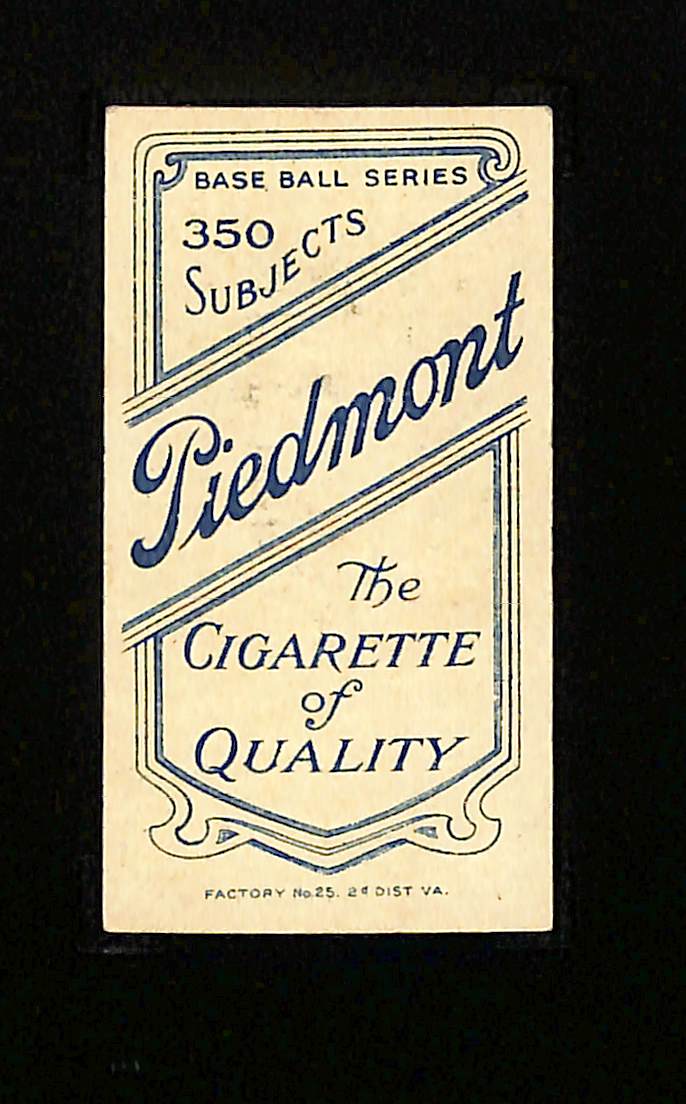 BASE BALL SERIES
350
SUBJECTS
Piedmont
The
CIGARETTE
of
QUALITY
FACTORY No 25. 2d DIST VA.